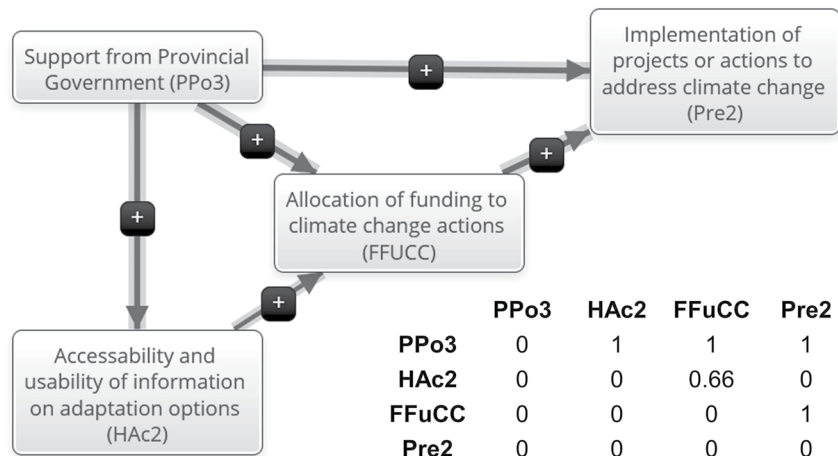 Support from Provincial
Government (PPo3)
+
Implementation of
projects or actions to
address climate change
(Pre2)
+
+
+
Allocation of funding to
climate change actions
(FFUCC)
+
Accessability and
usability of information
on adaptation options
(HAc2)
PPo3 HAc2 FFuCC Pre2
PPo3 0 1 1 1
HAc2 0 0 0.66 0
FFuCC 0 0 0 1
Pre2 0 0 0 0